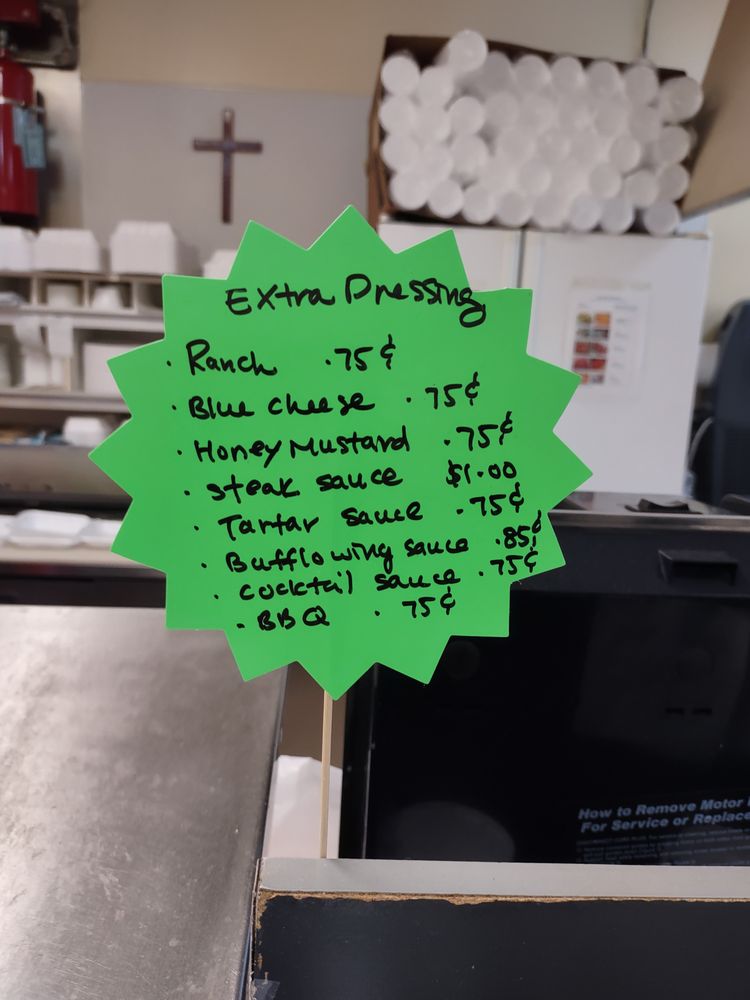 Extra Dressing
· Ranch .75¢
· Blue cheese .75¢
· Honey Mustard .75¢
· steak sauce $1.00
· Tartar sauce .75¢
· Bufflo wing sauce .85¢
· cocktail sauce .75¢
· BBQ .75¢
How to Remove Motor
For Service or Replace